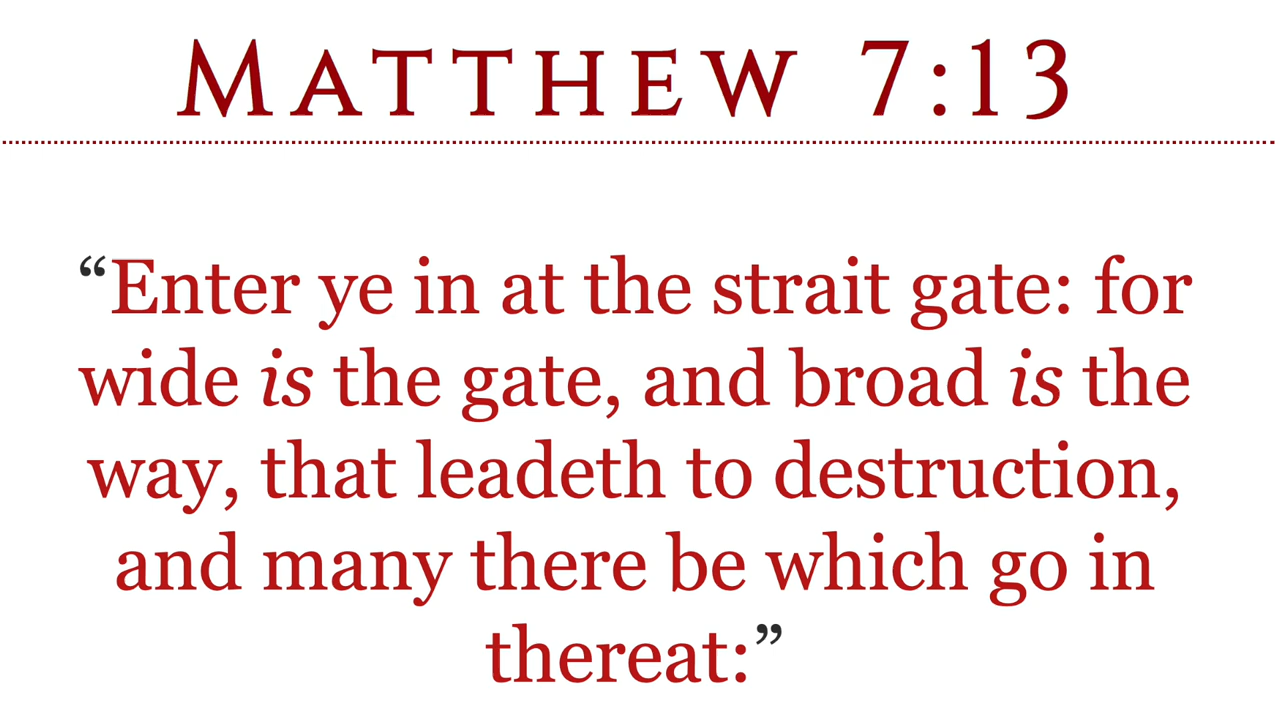 MATTHEW 7:13
“Enter ye in at the strait gate: for
wide is the gate, and broad is the
way, that leadeth to destruction,
and many there be which go in
thereat:”